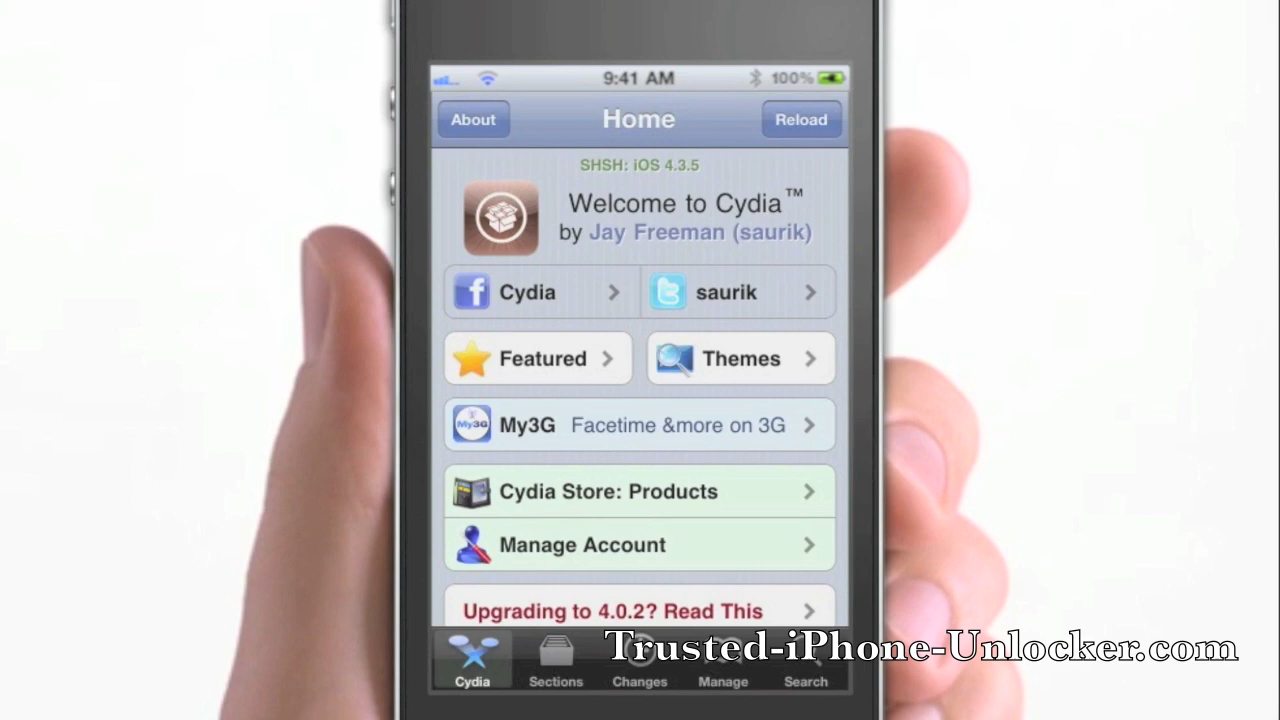 9:41 AM
100%
About
Home
Reload
SHSH: iOS 4.3.5
Welcome to Cydia™
by Jay Freeman (saurik)
f Cydia
t saurik
Featured
Themes
My3G
My3G Facetime &more on 3G
Cydia Store: Products
Manage Account
Upgrading to 4.0.2? Read This
Trusted-iPhone-Unlocker.com
Cydia
Sections
Changes
Manage
Search